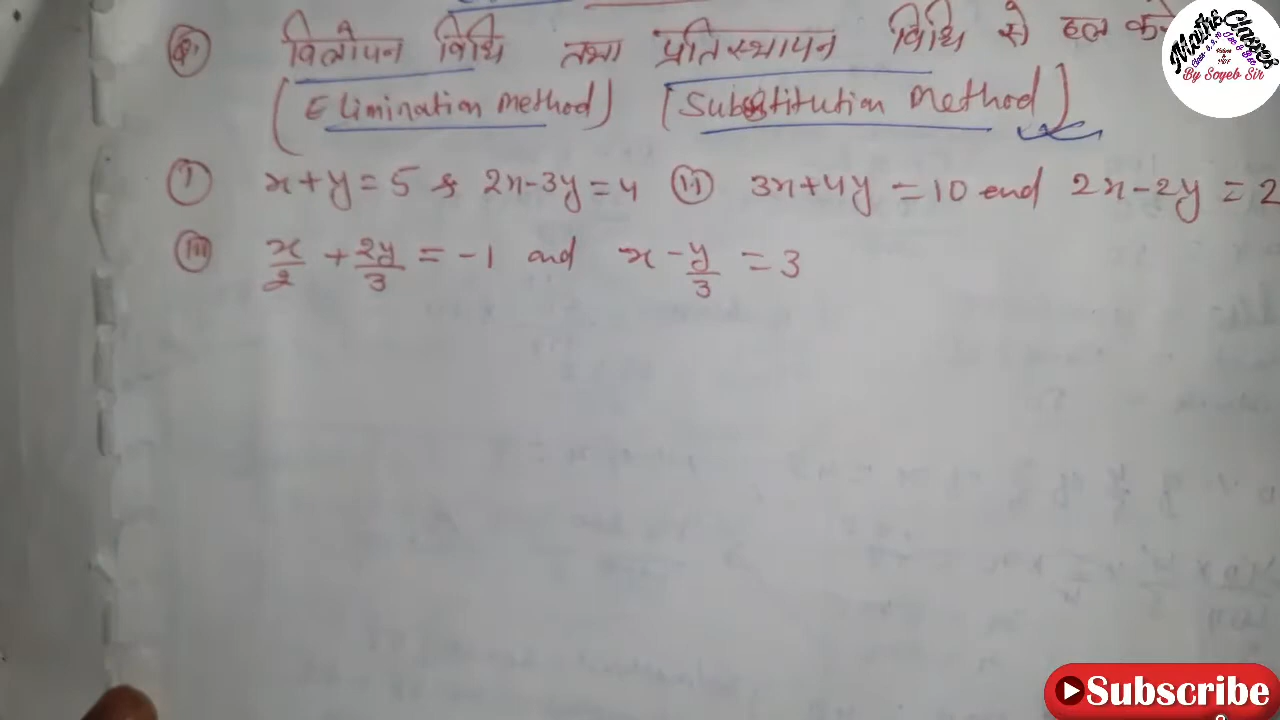 Q. विलोपन विधि तथा प्रतिस्थापन विधि से हल करे
(Elimination Method) [Substitution Method]
(I) x+y=5 & 2x-3y=4 (II) 3x+4y=10 and 2x-2y=2
(III) x/2 + 2y/3 = -1 and x - y/3 = 3
Maths Classes
By Soyeb Sir
Subscribe